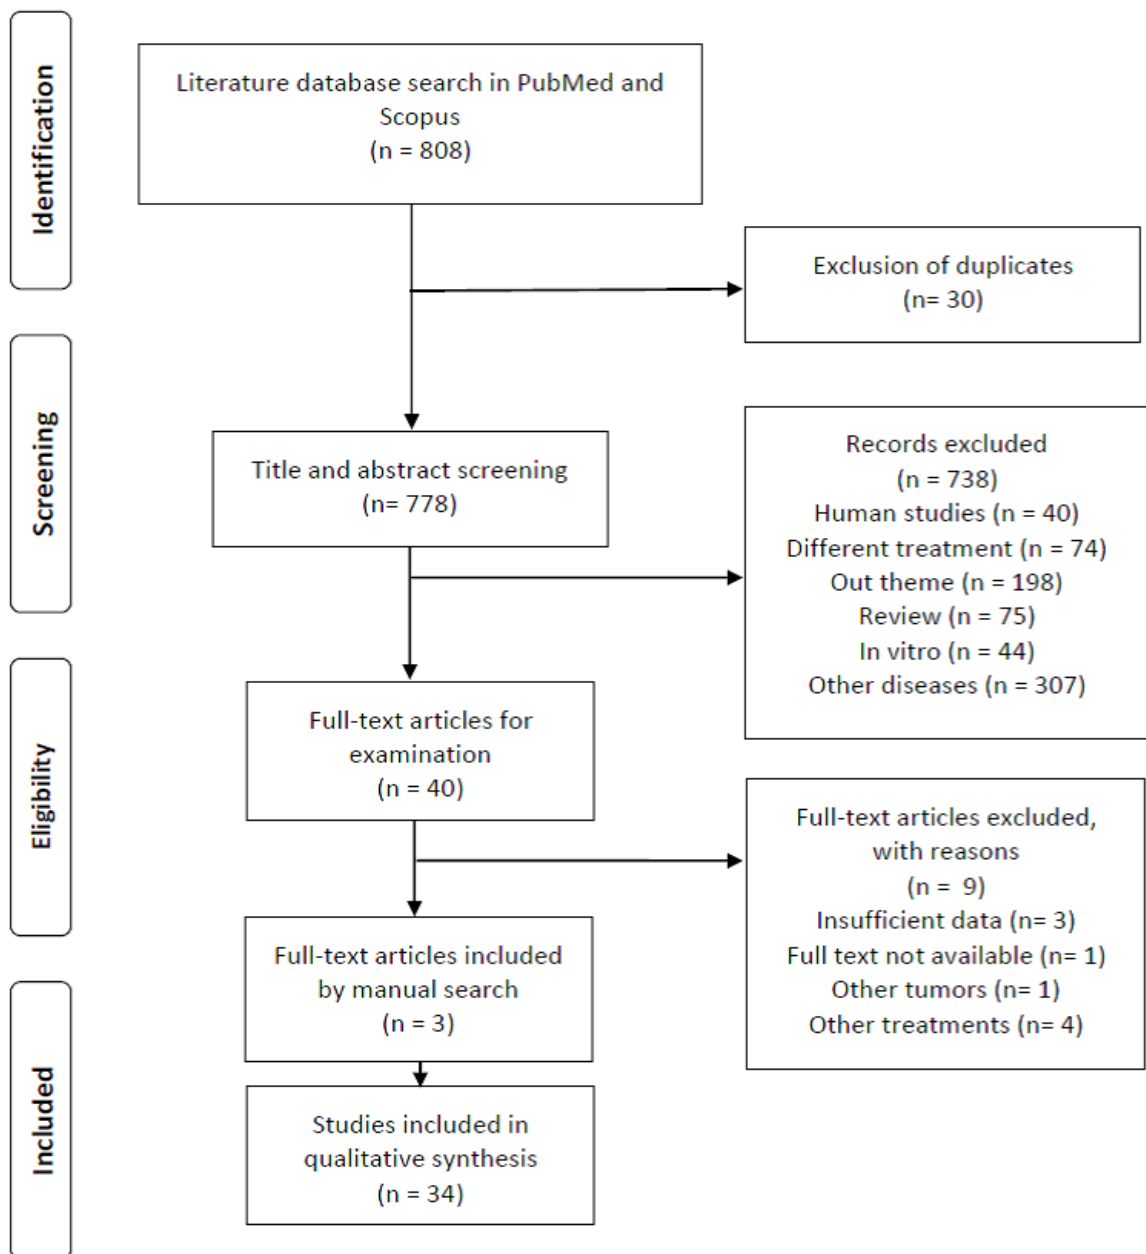 Identification
Literature database search in PubMed and
Scopus
(n = 808)
Exclusion of duplicates
(n= 30)
Screening
Title and abstract screening
(n= 778)
Records excluded
(n = 738)
Human studies (n = 40)
Different treatment (n = 74)
Out theme (n = 198)
Review (n = 75)
In vitro (n = 44)
Other diseases (n = 307)
Eligibility
Full-text articles for
examination
(n = 40)
Full-text articles excluded,
with reasons
(n =  9)
Insufficient data (n= 3)
Full text not available (n= 1)
Other tumors (n= 1)
Other treatments (n= 4)
Full-text articles included
by manual search
(n = 3)
Included
Studies included in
qualitative synthesis
(n = 34)